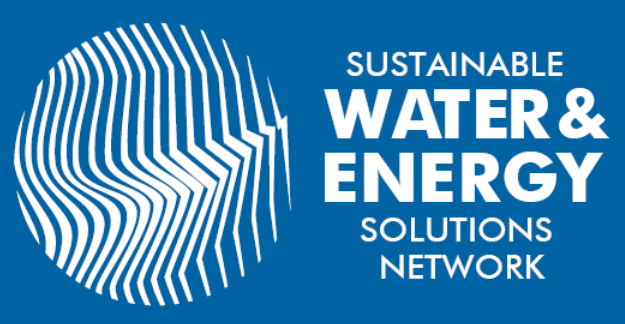 SUSTAINABLE
WATER &
ENERGY
SOLUTIONS
NETWORK